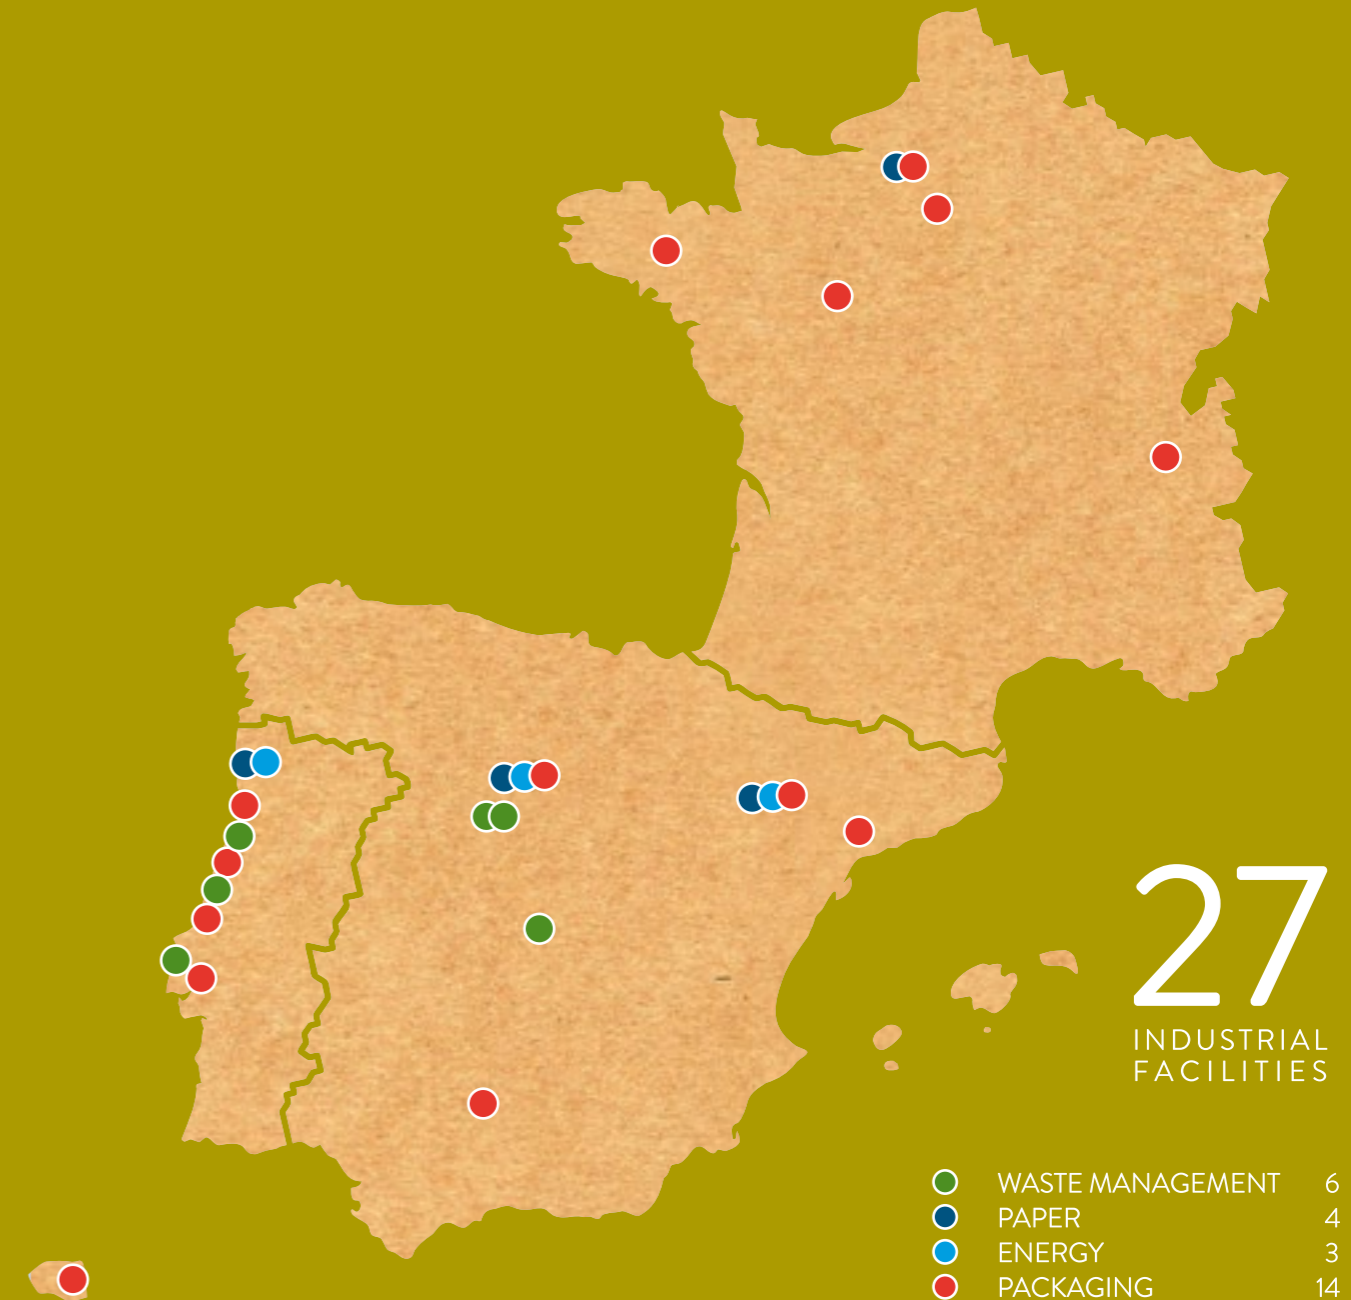 27
INDUSTRIAL
FACILITIES
WASTE MANAGEMENT 6
PAPER 4
ENERGY 3
PACKAGING 14